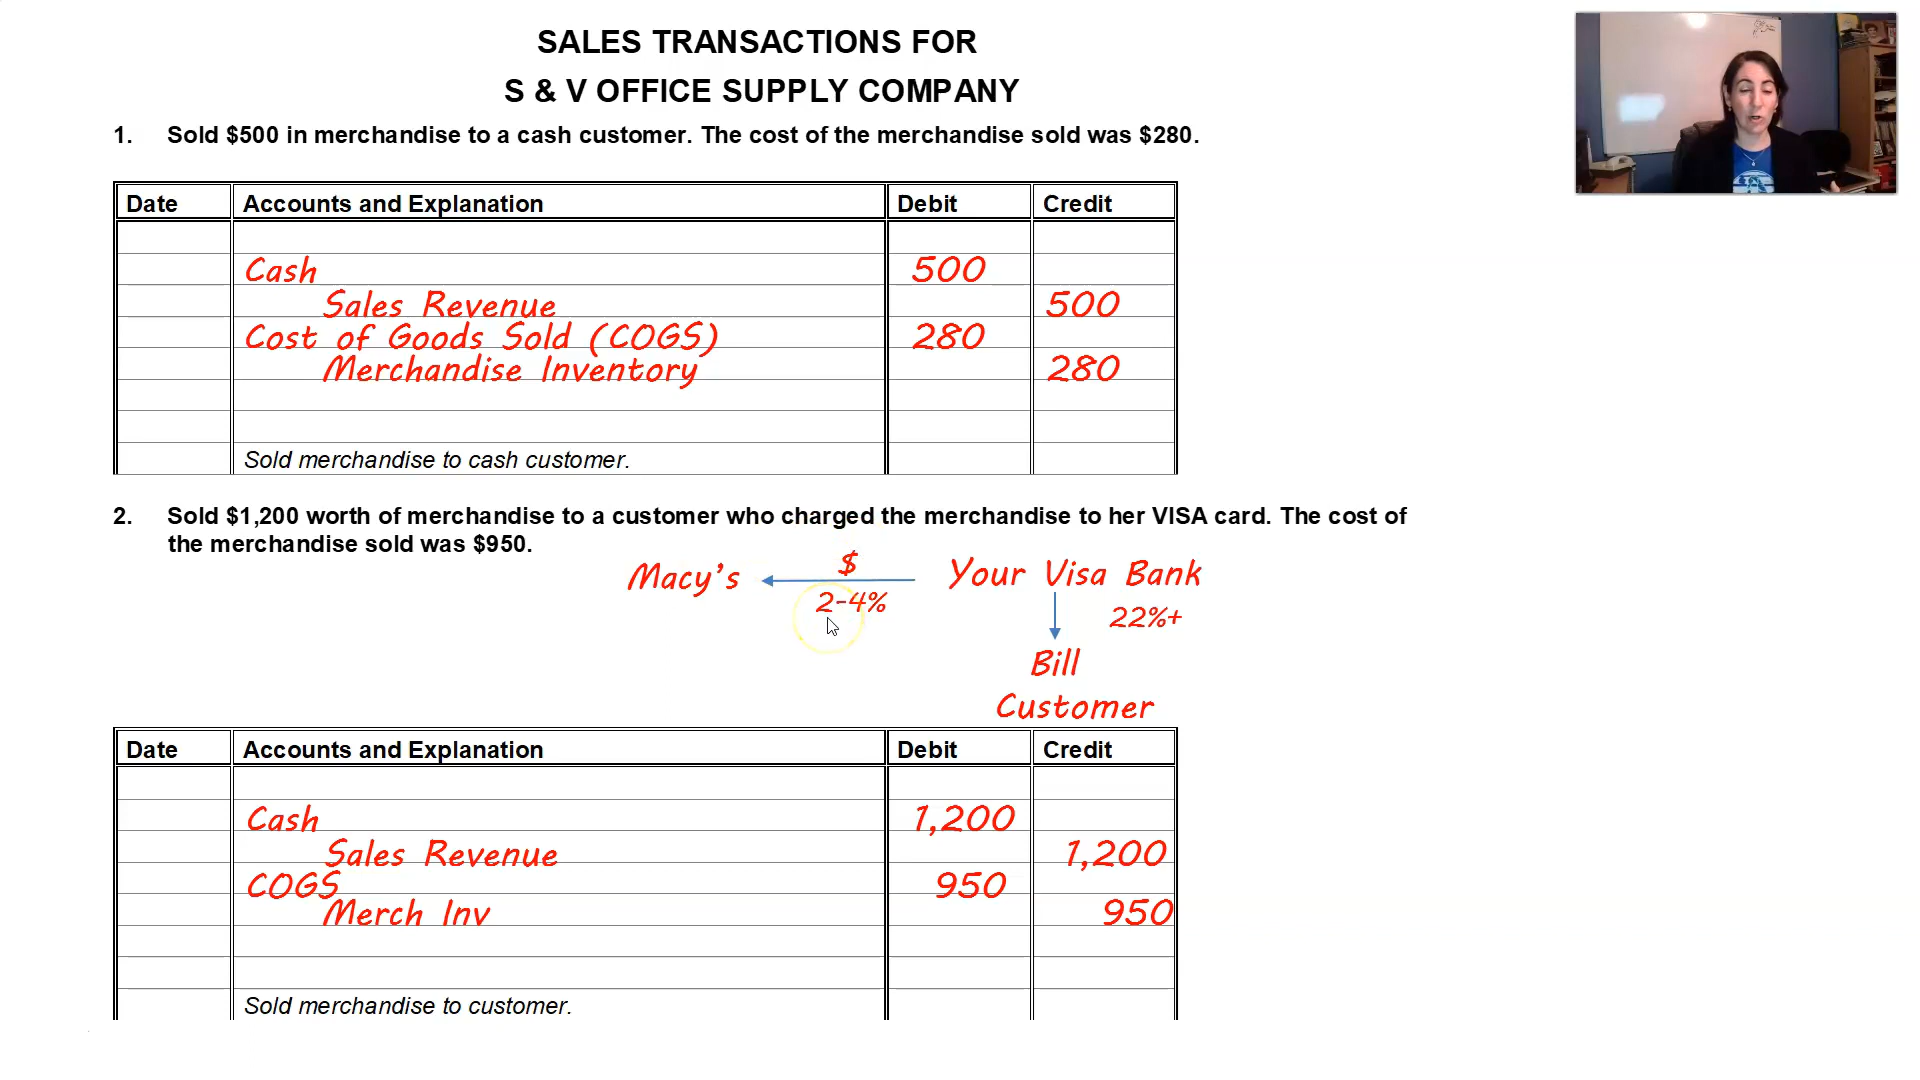 SALES TRANSACTIONS FOR
S & V OFFICE SUPPLY COMPANY
1. Sold $500 in merchandise to a cash customer. The cost of the merchandise sold was $280.
Date Accounts and Explanation Debit Credit
Cash 500
Sales Revenue 500
Cost of Goods Sold (COGS) 280
Merchandise Inventory 280
Sold merchandise to cash customer.
2. Sold $1,200 worth of merchandise to a customer who charged the merchandise to her VISA card. The cost of
the merchandise sold was $950.
Macy's $ Your Visa Bank
2-4% 22%+
Bill
Customer
Date Accounts and Explanation Debit Credit
Cash 1,200
Sales Revenue 1,200
COGS 950
Merch Inv 950
Sold merchandise to customer.